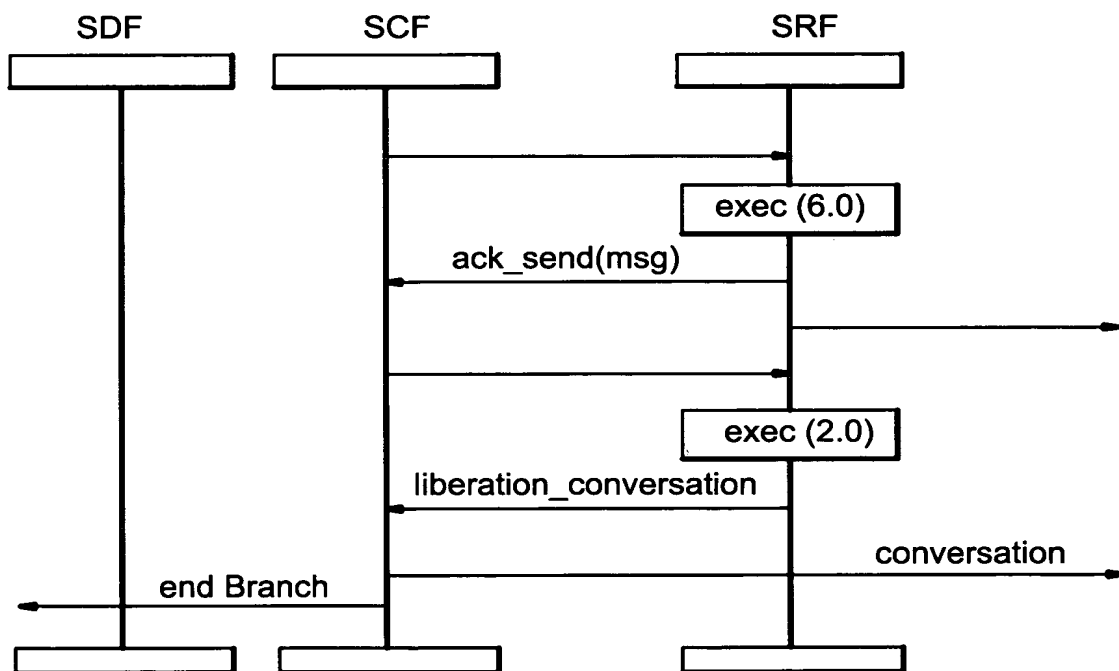 SDF
SCF
SRF
exec (6.0)
ack_send(msg)
exec (2.0)
liberation_conversation
conversation
end Branch